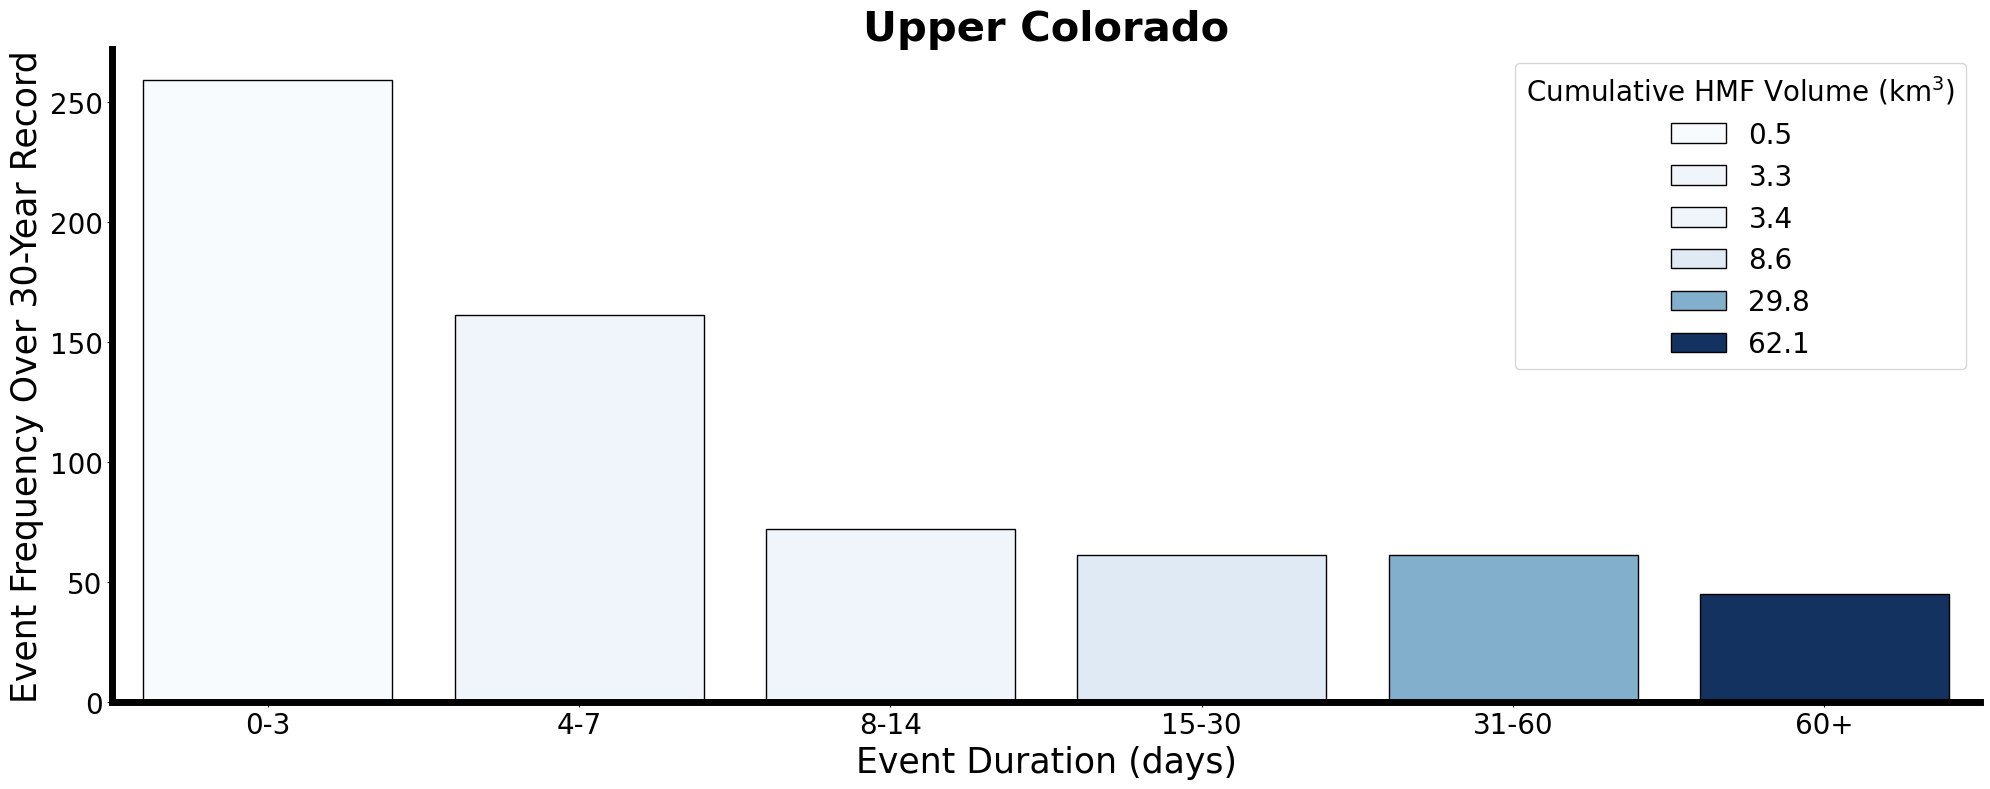 Upper Colorado
Event Frequency Over 30-Year Record
250
200
150
100
50
0
Cumulative HMF Volume (km³)
0.5
3.3
3.4
8.6
29.8
62.1
0-3 4-7 8-14 15-30 31-60 60+
Event Duration (days)